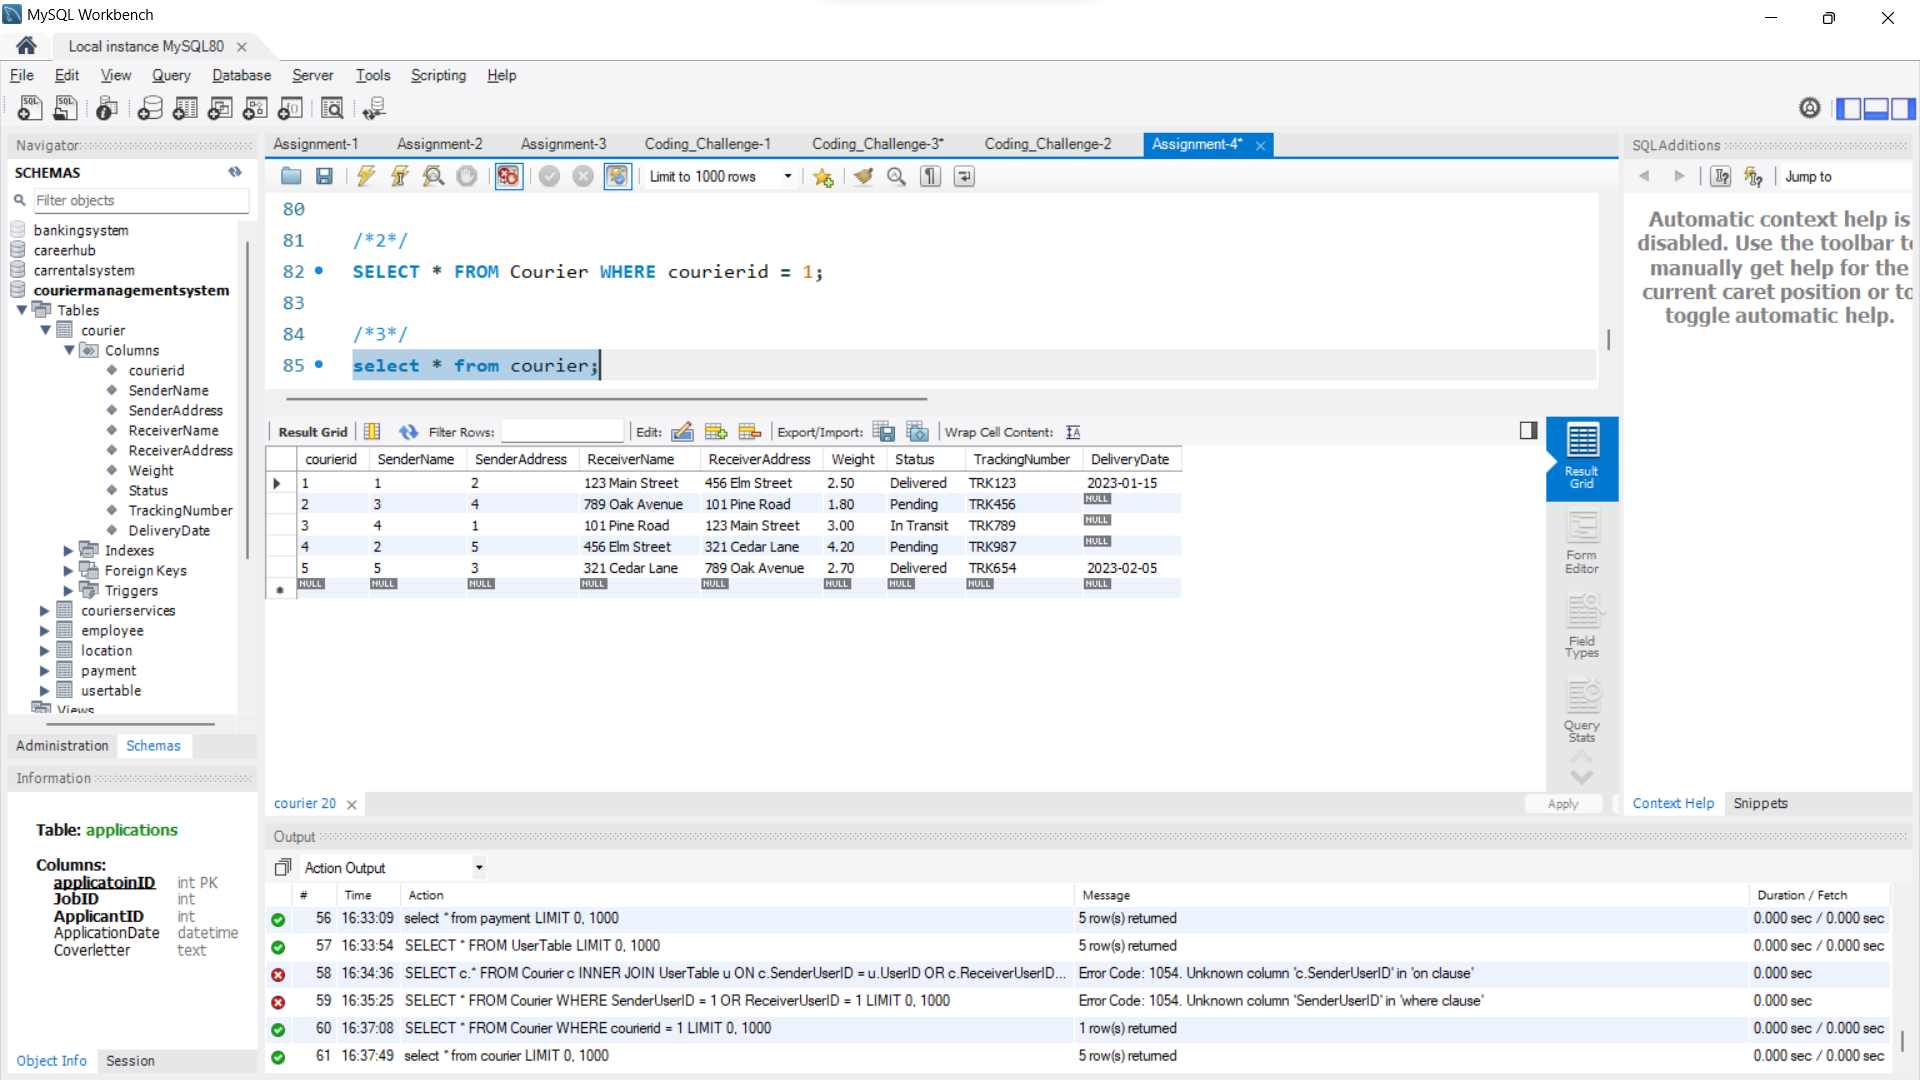 MySQL Workbench
Local instance MySQL80
File Edit View Query Database Server Tools Scripting Help
Navigator
SCHEMAS
Filter objects
bankingsystem
careerhub
carrentalsystem
couriermanagementsystem
Tables
courier
Columns
courierid
SenderName
SenderAddress
ReceiverName
ReceiverAddress
Weight
Status
TrackingNumber
DeliveryDate
Indexes
Foreign Keys
Triggers
courierservices
employee
location
payment
usertable
Views
Administration Schemas
Information
Table: applications
Columns:
applicatoinID int PK
JobID int
ApplicantID int
ApplicationDate datetime
Coverletter text
Object Info Session
Assignment-1 Assignment-2 Assignment-3 Coding_Challenge-1 Coding_Challenge-3* Coding_Challenge-2 Assignment-4*
Limit to 1000 rows
80
81 /*2*/
82 SELECT * FROM Courier WHERE courierid = 1;
83
84 /*3*/
85 select * from courier;
Result Grid Filter Rows: Edit: Export/Import: Wrap Cell Content:
courierid SenderName SenderAddress ReceiverName ReceiverAddress Weight Status TrackingNumber DeliveryDate
1 1 2 123 Main Street 456 Elm Street 2.50 Delivered TRK123 2023-01-15
2 3 4 789 Oak Avenue 101 Pine Road 1.80 Pending TRK456 NULL
3 4 1 101 Pine Road 123 Main Street 3.00 In Transit TRK789 NULL
4 2 5 456 Elm Street 321 Cedar Lane 4.20 Pending TRK987 NULL
5 5 3 321 Cedar Lane 789 Oak Avenue 2.70 Delivered TRK654 2023-02-05
NULL NULL NULL NULL NULL NULL NULL NULL NULL
Result
Grid
Form
Editor
Field
Types
Query
Stats
courier 20
Apply
SQLAdditions
Jump to
Automatic context help is
disabled. Use the toolbar to
manually get help for the
current caret position or to
toggle automatic help.
Context Help Snippets
Output
Action Output
# Time Action Message Duration / Fetch
56 16:33:09 select * from payment LIMIT 0, 1000 5 row(s) returned 0.000 sec / 0.000 sec
57 16:33:54 SELECT * FROM UserTable LIMIT 0, 1000 5 row(s) returned 0.000 sec / 0.000 sec
58 16:34:36 SELECT c.* FROM Courier c INNER JOIN UserTable u ON c.SenderUserID = u.UserID OR c.ReceiverUserID... Error Code: 1054. Unknown column 'c.SenderUserID' in 'on clause' 0.000 sec
59 16:35:25 SELECT * FROM Courier WHERE SenderUserID = 1 OR ReceiverUserID = 1 LIMIT 0, 1000 Error Code: 1054. Unknown column 'SenderUserID' in 'where clause' 0.000 sec
60 16:37:08 SELECT * FROM Courier WHERE courierid = 1 LIMIT 0, 1000 1 row(s) returned 0.000 sec / 0.000 sec
61 16:37:49 select * from courier LIMIT 0, 1000 5 row(s) returned 0.000 sec / 0.000 sec